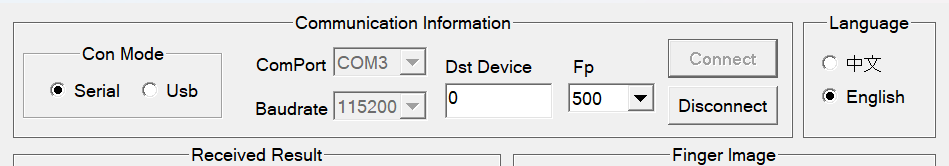 Communication Information
Language
Con Mode
Serial
Usb
ComPort
COM3
Baudrate
115200
Dst Device
0
Fp
500
Connect
Disconnect
中文
English
Received Result
Finger Image